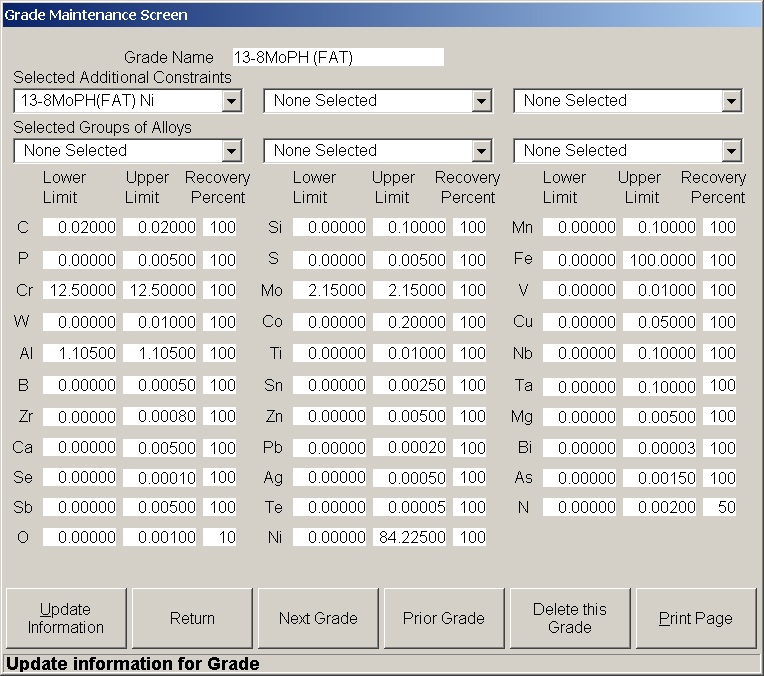 Grade Maintenance Screen
Grade Name 13-8MoPH (FAT)
Selected Additional Constraints
13-8MoPH(FAT) Ni None Selected None Selected
Selected Groups of Alloys
None Selected None Selected None Selected
Lower Upper Recovery Lower Upper Recovery Lower Upper Recovery
Limit Limit Percent Limit Limit Percent Limit Limit Percent
C 0.02000 0.02000 100 Si 0.00000 0.10000 100 Mn 0.00000 0.10000 100
P 0.00000 0.00500 100 S 0.00000 0.00500 100 Fe 0.00000 100.0000 100
Cr 12.50000 12.50000 100 Mo 2.15000 2.15000 100 V 0.00000 0.01000 100
W 0.00000 0.01000 100 Co 0.00000 0.20000 100 Cu 0.00000 0.05000 100
Al 1.10500 1.10500 100 Ti 0.00000 0.01000 100 Nb 0.00000 0.10000 100
B 0.00000 0.00050 100 Sn 0.00000 0.00250 100 Ta 0.00000 0.10000 100
Zr 0.00000 0.00080 100 Zn 0.00000 0.00500 100 Mg 0.00000 0.00500 100
Ca 0.00000 0.00500 100 Pb 0.00000 0.00020 100 Bi 0.00000 0.00003 100
Se 0.00000 0.00010 100 Ag 0.00000 0.00050 100 As 0.00000 0.00150 100
Sb 0.00000 0.00500 100 Te 0.00000 0.00005 100 N 0.00000 0.00200 50
O 0.00000 0.00100 10 Ni 0.00000 84.22500 100
Update Information Return Next Grade Prior Grade Delete this Grade Print Page
Update information for Grade